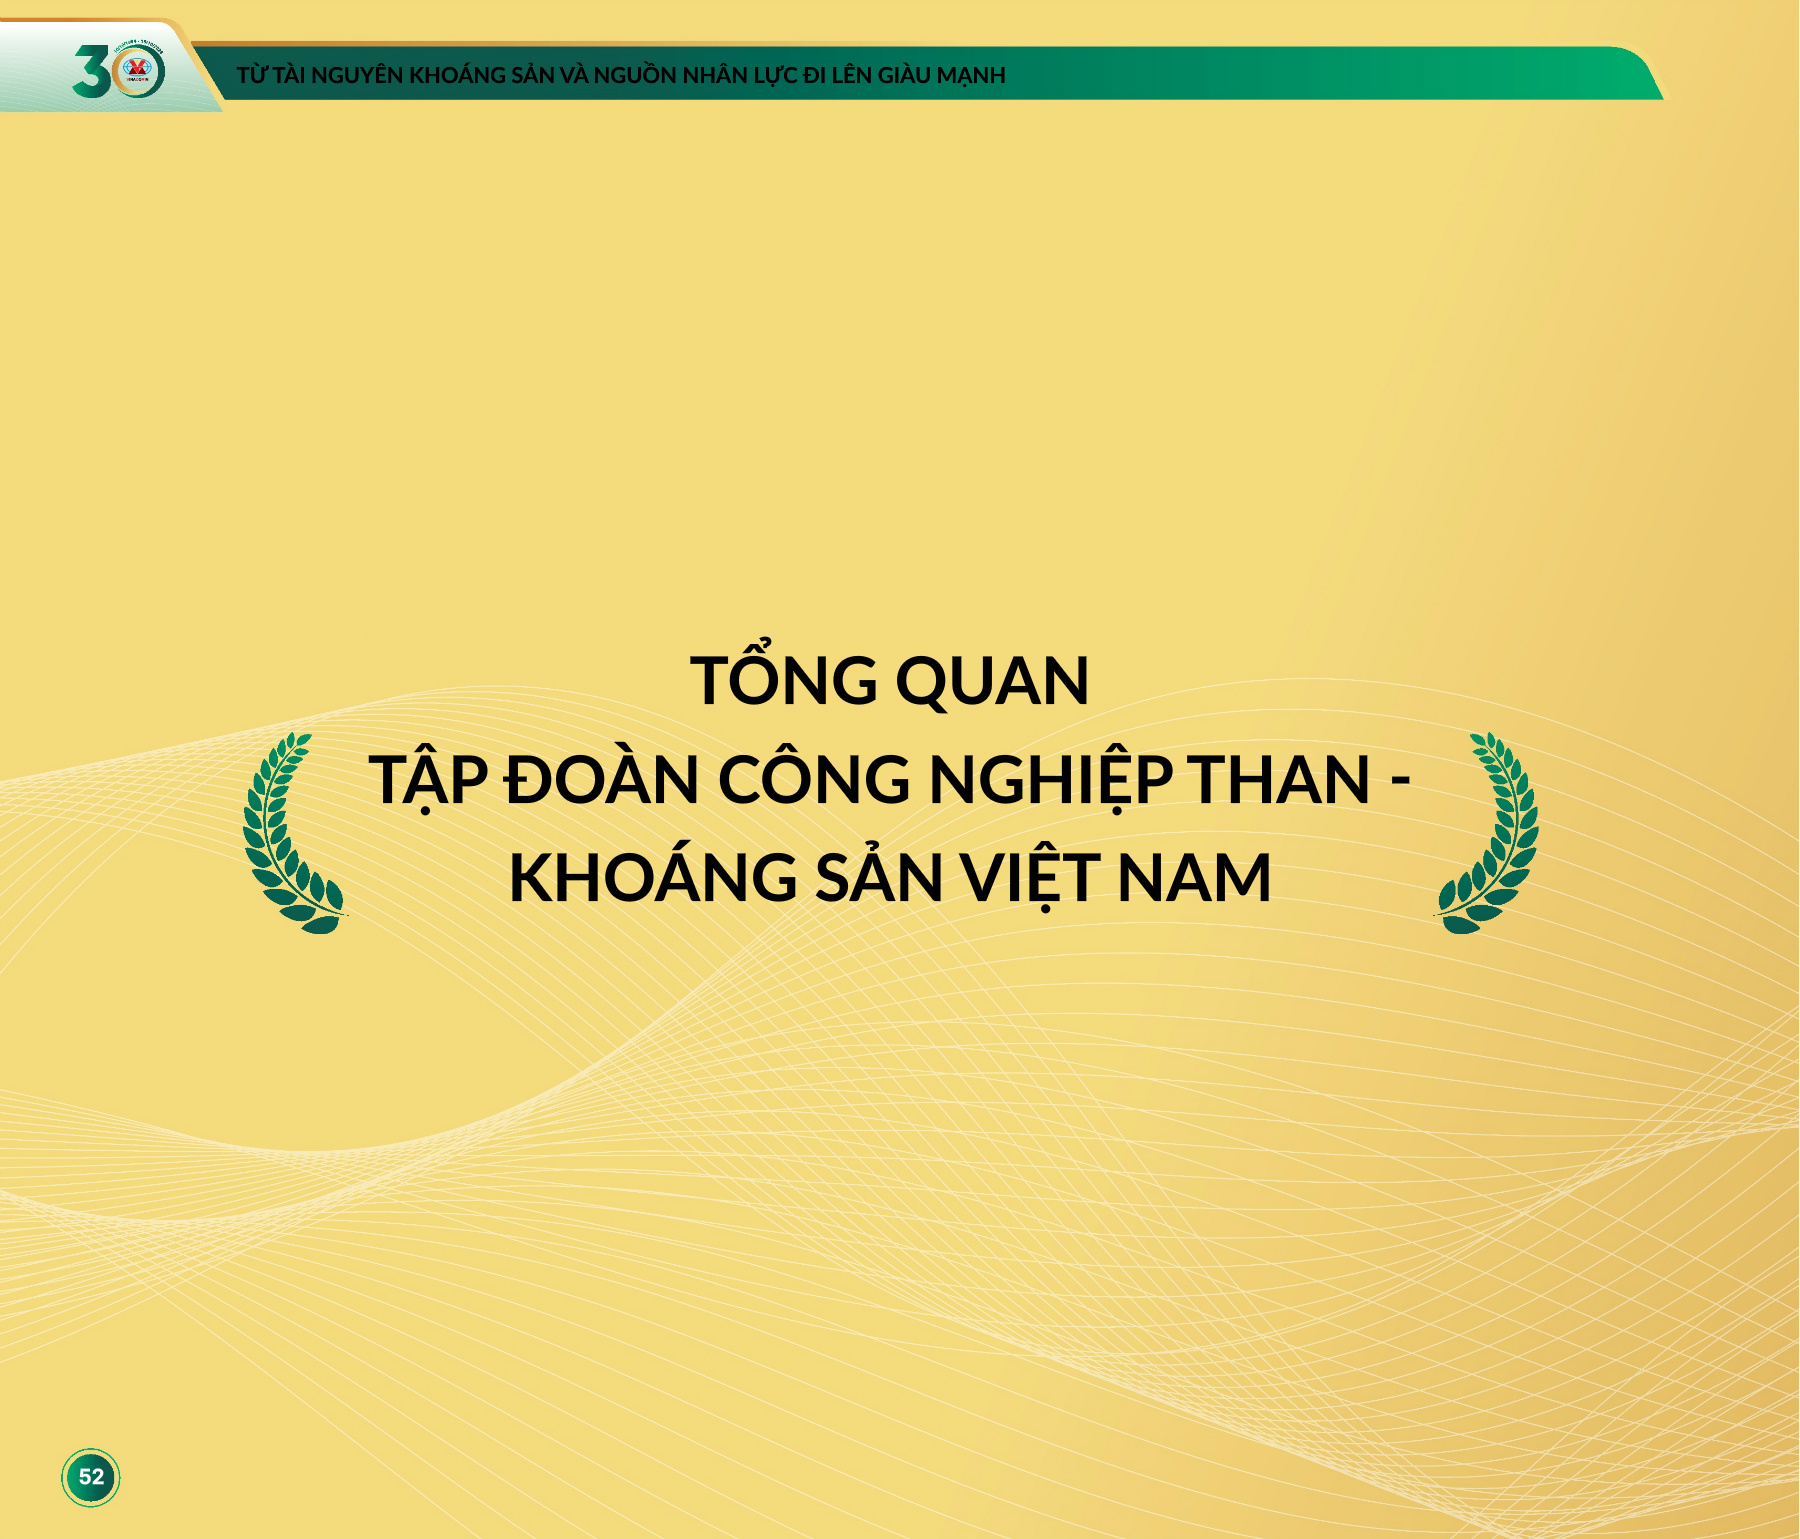 30
TỪ TÀI NGUYÊN KHOÁNG SẢN VÀ NGUỒN NHÂN LỰC ĐI LÊN GIÀU MẠNH
TỔNG QUAN
TẬP ĐOÀN CÔNG NGHIỆP THAN -
KHOÁNG SẢN VIỆT NAM
52